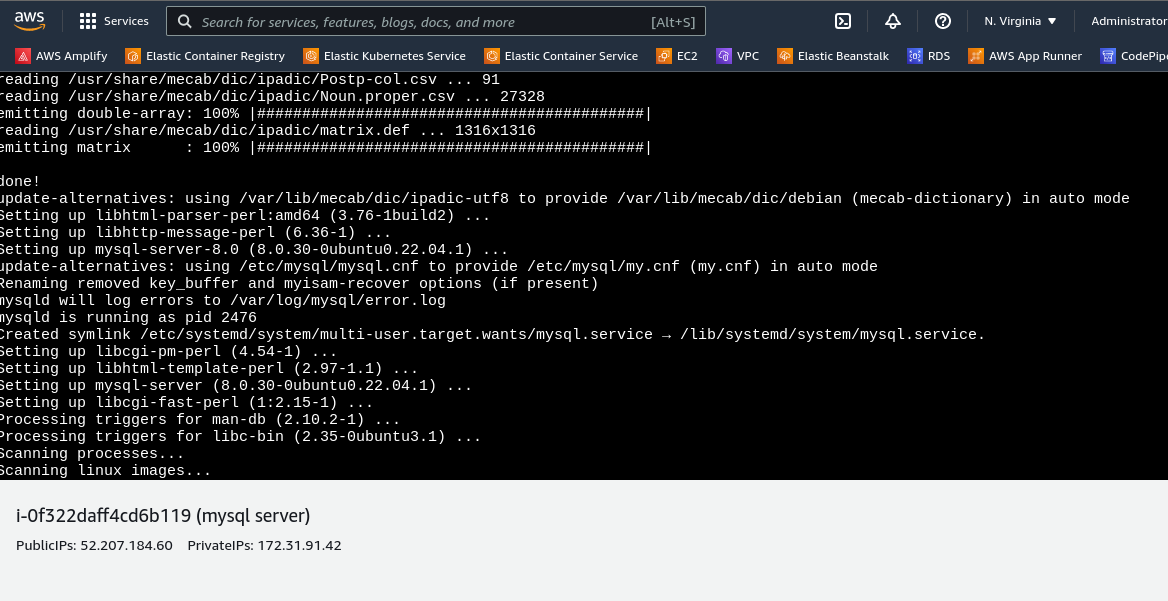 aws Services Search for services, features, blogs, docs, and more [Alt+S] N. Virginia Administrator
AWS Amplify Elastic Container Registry Elastic Kubernetes Service Elastic Container Service EC2 VPC Elastic Beanstalk RDS AWS App Runner CodePipe
reading /usr/share/mecab/dic/ipadic/Postp-col.csv ... 91
reading /usr/share/mecab/dic/ipadic/Noun.proper.csv ... 27328
emitting double-array: 100% |###########################################|
reading /usr/share/mecab/dic/ipadic/matrix.def ... 1316x1316
emitting matrix      : 100% |###########################################|
done!
update-alternatives: using /var/lib/mecab/dic/ipadic-utf8 to provide /var/lib/mecab/dic/debian (mecab-dictionary) in auto mode
Setting up libhtml-parser-perl:amd64 (3.76-1build2) ...
Setting up libhttp-message-perl (6.36-1) ...
Setting up mysql-server-8.0 (8.0.30-0ubuntu0.22.04.1) ...
update-alternatives: using /etc/mysql/mysql.cnf to provide /etc/mysql/my.cnf (my.cnf) in auto mode
Renaming removed key_buffer and myisam-recover options (if present)
mysqld will log errors to /var/log/mysql/error.log
mysqld is running as pid 2476
Created symlink /etc/systemd/system/multi-user.target.wants/mysql.service → /lib/systemd/system/mysql.service.
Setting up libcgi-pm-perl (4.54-1) ...
Setting up libhtml-template-perl (2.97-1.1) ...
Setting up mysql-server (8.0.30-0ubuntu0.22.04.1) ...
Setting up libcgi-fast-perl (1:2.15-1) ...
Processing triggers for man-db (2.10.2-1) ...
Processing triggers for libc-bin (2.35-0ubuntu3.1) ...
Scanning processes...
Scanning linux images...
i-0f322daff4cd6b119 (mysql server)
PublicIPs: 52.207.184.60 PrivateIPs: 172.31.91.42